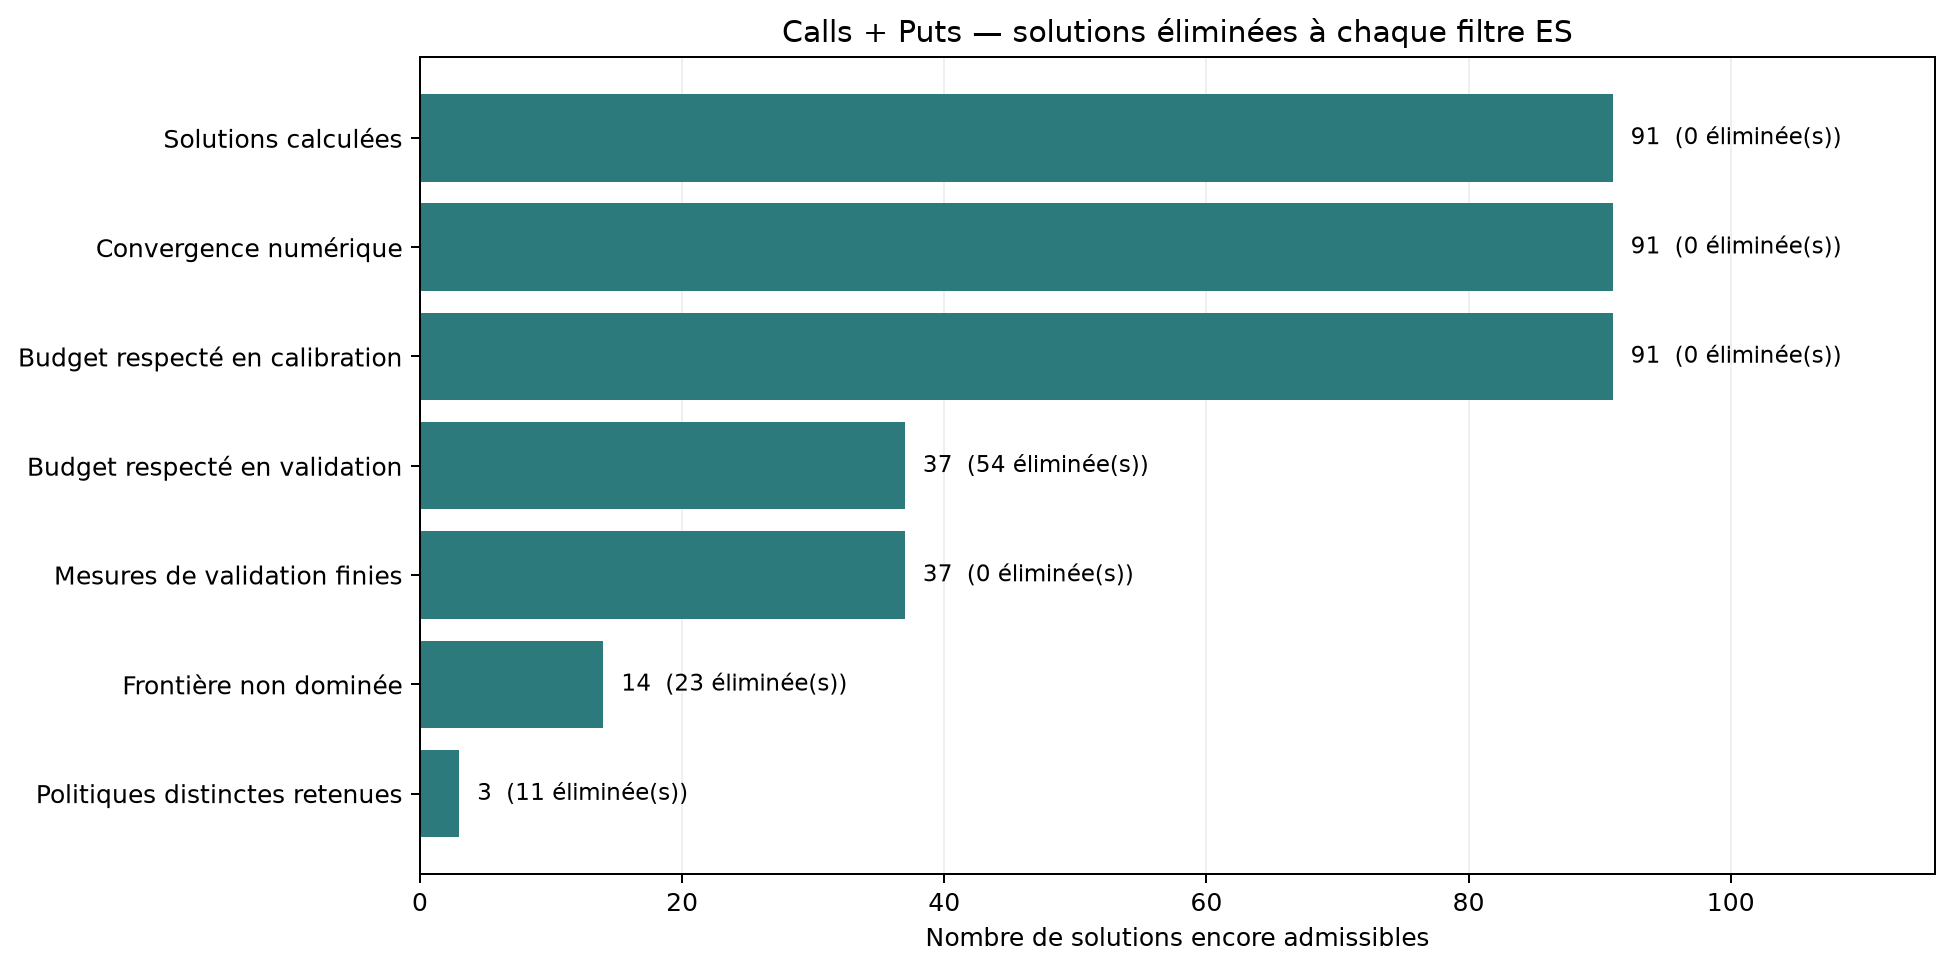 Calls + Puts — solutions éliminées à chaque filtre ES
Solutions calculées
91 (0 éliminée(s))
Convergence numérique
91 (0 éliminée(s))
Budget respecté en calibration
91 (0 éliminée(s))
Budget respecté en validation
37 (54 éliminée(s))
Mesures de validation finies
37 (0 éliminée(s))
Frontière non dominée
14 (23 éliminée(s))
Politiques distinctes retenues
3 (11 éliminée(s))
0 20 40 60 80 100
Nombre de solutions encore admissibles